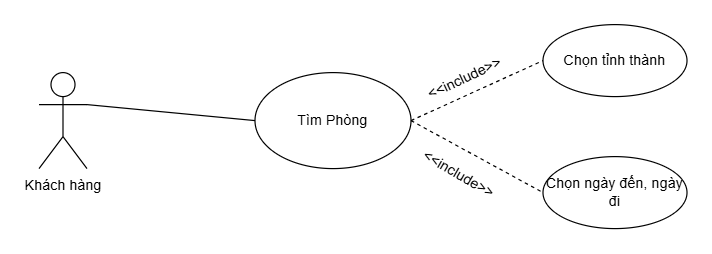 Chọn tỉnh thành
<<include>>
Tìm Phòng
<<include>>
Chọn ngày đến, ngày
đi
Khách hàng